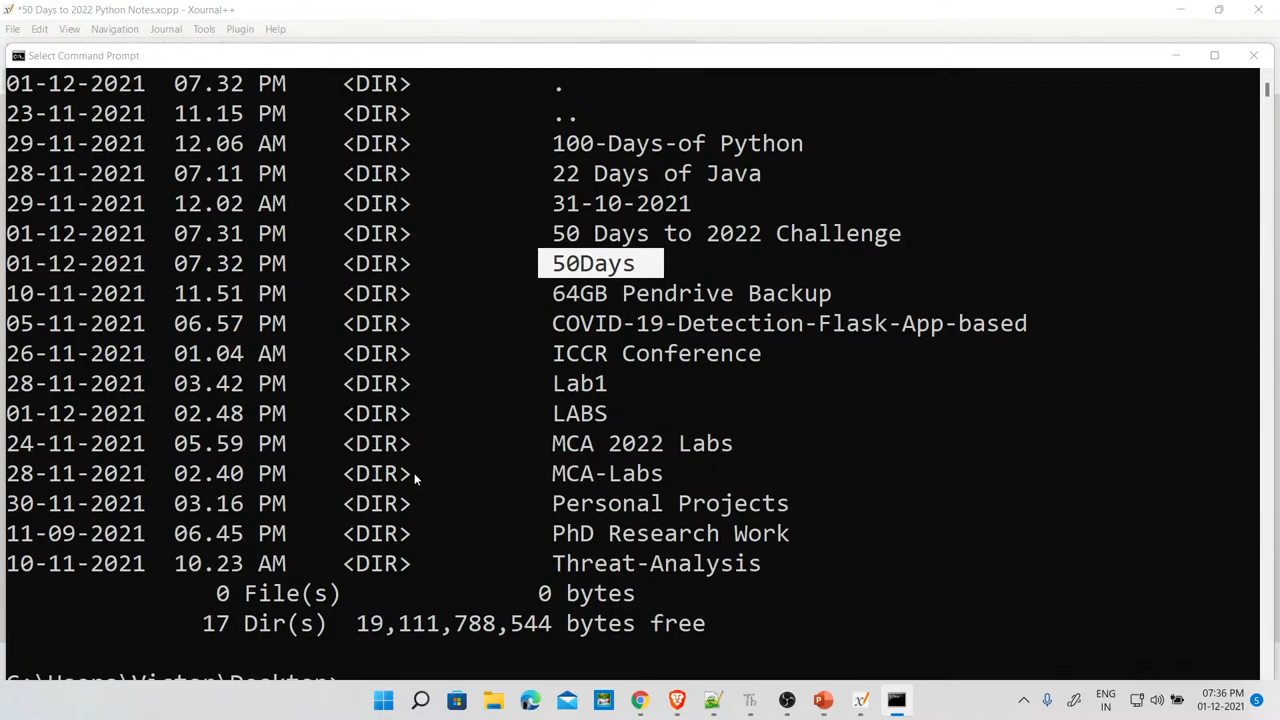 *50 Days to 2022 Python Notes.xopp - Xournal++
File Edit View Navigation Journal Tools Plugin Help
Select Command Prompt
01-12-2021 07.32 PM <DIR> .
23-11-2021 11.15 PM <DIR> ..
29-11-2021 12.06 AM <DIR> 100-Days-of Python
28-11-2021 07.11 PM <DIR> 22 Days of Java
29-11-2021 12.02 AM <DIR> 31-10-2021
01-12-2021 07.31 PM <DIR> 50 Days to 2022 Challenge
01-12-2021 07.32 PM <DIR> 50Days
10-11-2021 11.51 PM <DIR> 64GB Pendrive Backup
05-11-2021 06.57 PM <DIR> COVID-19-Detection-Flask-App-based
26-11-2021 01.04 AM <DIR> ICCR Conference
28-11-2021 03.42 PM <DIR> Lab1
01-12-2021 02.48 PM <DIR> LABS
24-11-2021 05.59 PM <DIR> MCA 2022 Labs
28-11-2021 02.40 PM <DIR> MCA-Labs
30-11-2021 03.16 PM <DIR> Personal Projects
11-09-2021 06.45 PM <DIR> PhD Research Work
10-11-2021 10.23 AM <DIR> Threat-Analysis
0 File(s) 0 bytes
17 Dir(s) 19,111,788,544 bytes free
C:\Users\Victor\Desktop>
ENG
IN
07:36 PM
01-12-2021
5